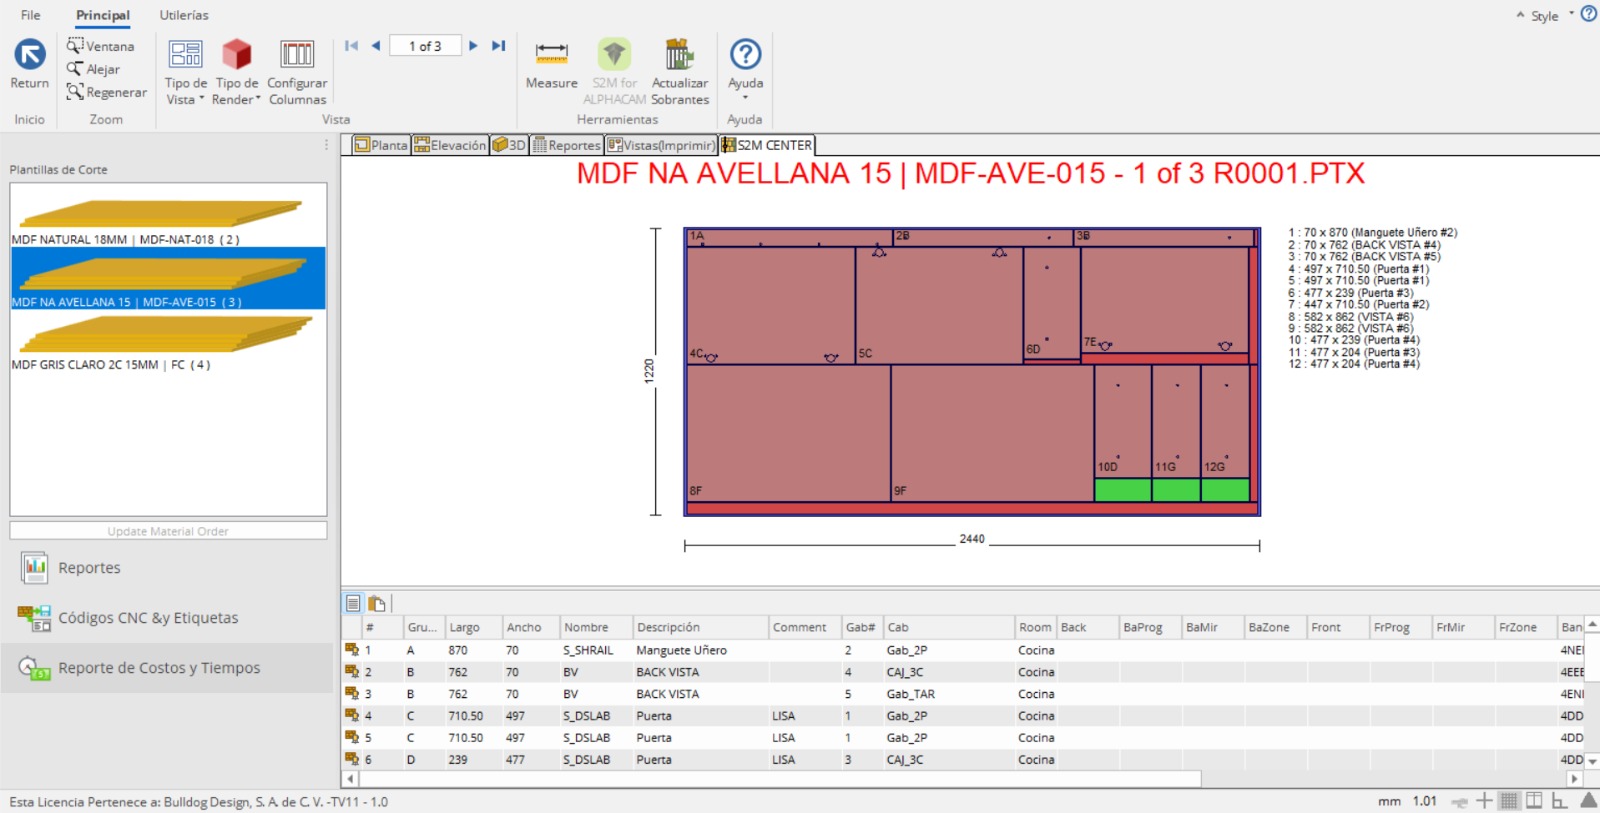 File Principal Utilerías
Style
Return
Ventana
Alejar
Regenerar
Tipo de Vista
Tipo de Render
Configurar Columnas
1 of 3
Measure
S2M for ALPHACAM
Actualizar Sobrantes
Ayuda
Inicio Zoom Vista Herramientas Ayuda
Plantillas de Corte
MDF NATURAL 18MM | MDF-NAT-018 ( 2 )
MDF NA AVELLANA 15 | MDF-AVE-015 ( 3 )
MDF GRIS CLARO 2C 15MM | FC ( 4 )
Update Material Order
Reportes
Códigos CNC &y Etiquetas
Reporte de Costos y Tiempos
Planta Elevación 3D Reportes Vistas(Imprimir) S2M CENTER
MDF NA AVELLANA 15 | MDF-AVE-015 - 1 of 3 R0001.PTX
1A 2B 3B
4C 5C 6D 7E
8F 9F 10D 11G 12G
1220
2440
1 : 70 x 870 (Manguete Uñero #2)
2 : 70 x 762 (BACK VISTA #4)
3 : 70 x 762 (BACK VISTA #5)
4 : 497 x 710.50 (Puerta #1)
5 : 497 x 710.50 (Puerta #1)
6 : 477 x 239 (Puerta #3)
7 : 447 x 710.50 (Puerta #2)
8 : 582 x 862 (VISTA #6)
9 : 582 x 862 (VISTA #6)
10 : 477 x 239 (Puerta #4)
11 : 477 x 204 (Puerta #3)
12 : 477 x 204 (Puerta #4)
# Gru... Largo Ancho Nombre Descripción Comment Gab# Cab Room Back BaProg BaMir BaZone Front FrProg FrMir FrZone Ban
1 A 870 70 S_SHRAIL Manguete Uñero 2 Gab_2P Cocina 4NEI
2 B 762 70 BV BACK VISTA 4 CAJ_3C Cocina 4EEE
3 B 762 70 BV BACK VISTA 5 Gab_TAR Cocina 4ENI
4 C 710.50 497 S_DSLAB Puerta LISA 1 Gab_2P Cocina 4DD
5 C 710.50 497 S_DSLAB Puerta LISA 1 Gab_2P Cocina 4DD
6 D 239 477 S_DSLAB Puerta LISA 3 CAJ_3C Cocina 4DD
Esta Licencia Pertenece a: Bulldog Design, S. A. de C. V. -TV11 - 1.0
mm 1.01